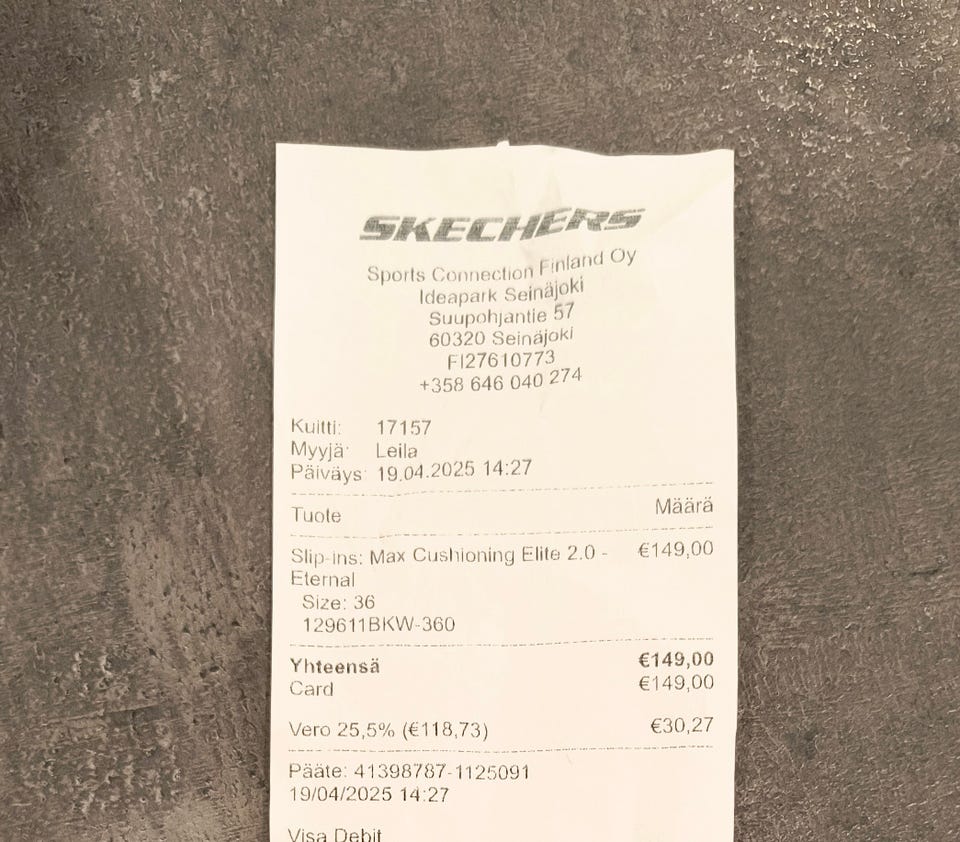 SKECHERS
Sports Connection Finland Oy
Ideapark Seinäjoki
Suupohjantie 57
60320 Seinäjoki
FI27610773
+358 646 040 274
Kuitti: 17157
Myyjä: Leila
Päiväys: 19.04.2025 14:27
Tuote Määrä
Slip-ins: Max Cushioning Elite 2.0 - €149,00
Eternal
Size: 36
129611BKW-360
Yhteensä €149,00
Card €149,00
Vero 25,5% (€118,73) €30,27
Pääte: 41398787-1125091
19/04/2025 14:27
Visa Debit